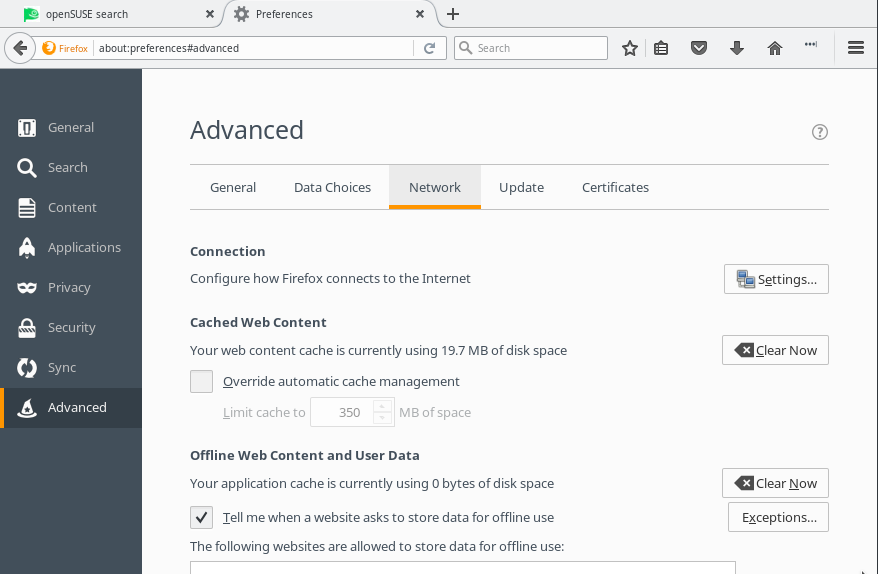 openSUSE search
Preferences
Firefox about:preferences#advanced
Search
General
Search
Content
Applications
Privacy
Security
Sync
Advanced
Advanced
General Data Choices Network Update Certificates
Connection
Configure how Firefox connects to the Internet
Settings...
Cached Web Content
Your web content cache is currently using 19.7 MB of disk space
Clear Now
Override automatic cache management
Limit cache to 350 MB of space
Offline Web Content and User Data
Your application cache is currently using 0 bytes of disk space
Clear Now
Tell me when a website asks to store data for offline use
Exceptions...
The following websites are allowed to store data for offline use: